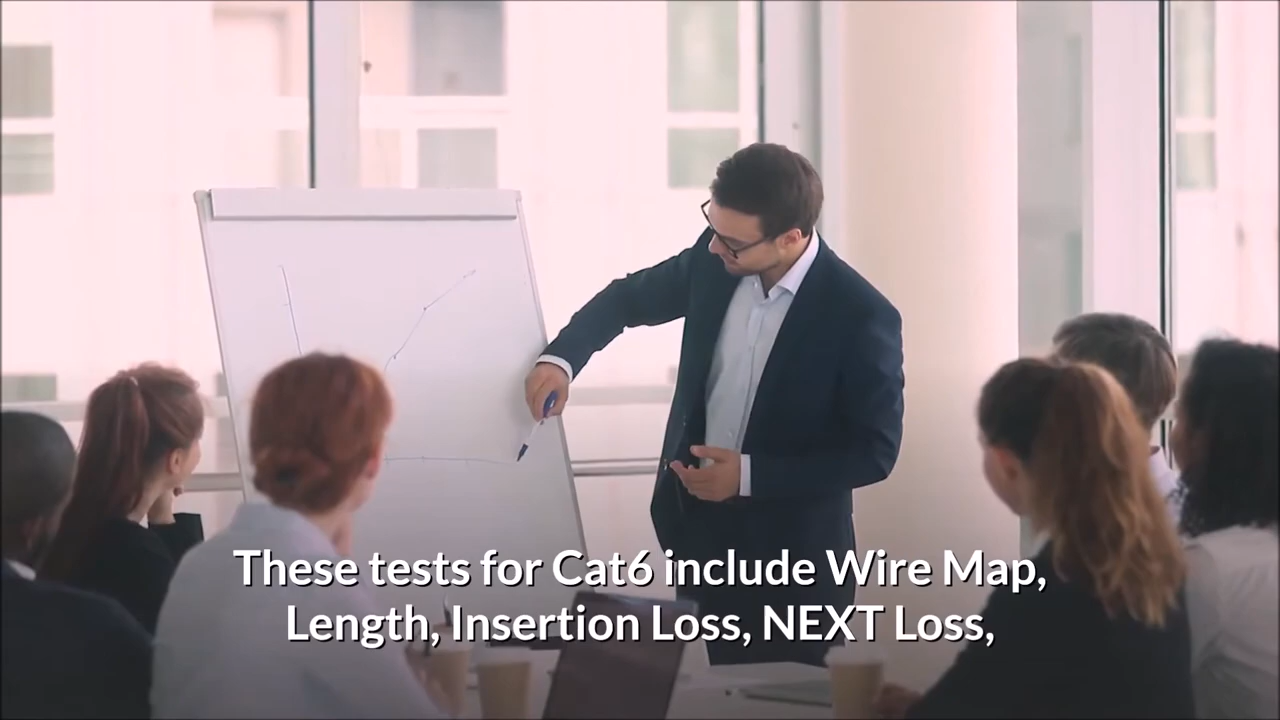 These tests for Cat6 include Wire Map,
Length, Insertion Loss, NEXT Loss,